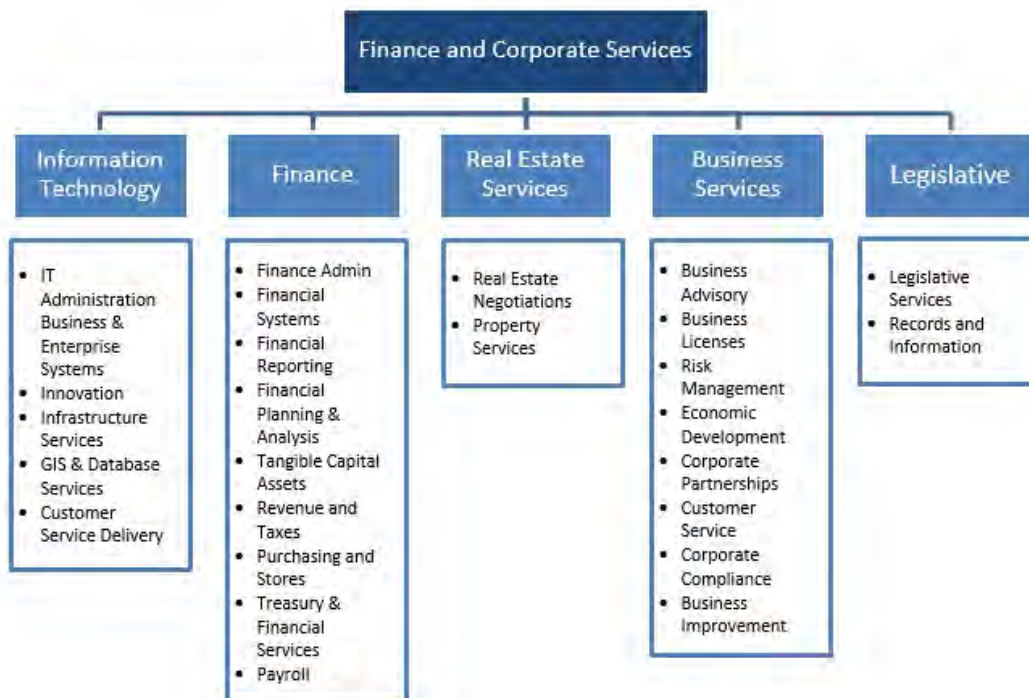 Finance and Corporate Services
Information
Technology
Finance
Real Estate
Services
Business
Services
Legislative
• IT
Administration
Business &
Enterprise
Systems
• Innovation
• Infrastructure
Services
• GIS & Database
Services
• Customer
Service Delivery
• Finance Admin
• Financial
Systems
• Financial
Reporting
• Financial
Planning &
Analysis
• Tangible Capital
Assets
• Revenue and
Taxes
• Purchasing and
Stores
• Treasury &
Financial
Services
• Payroll
• Real Estate
Negotiations
• Property
Services
• Business
Advisory
• Business
Licenses
• Risk
Management
• Economic
Development
• Corporate
Partnerships
• Customer
Service
• Corporate
Compliance
• Business
Improvement
• Legislative
Services
• Records and
Information